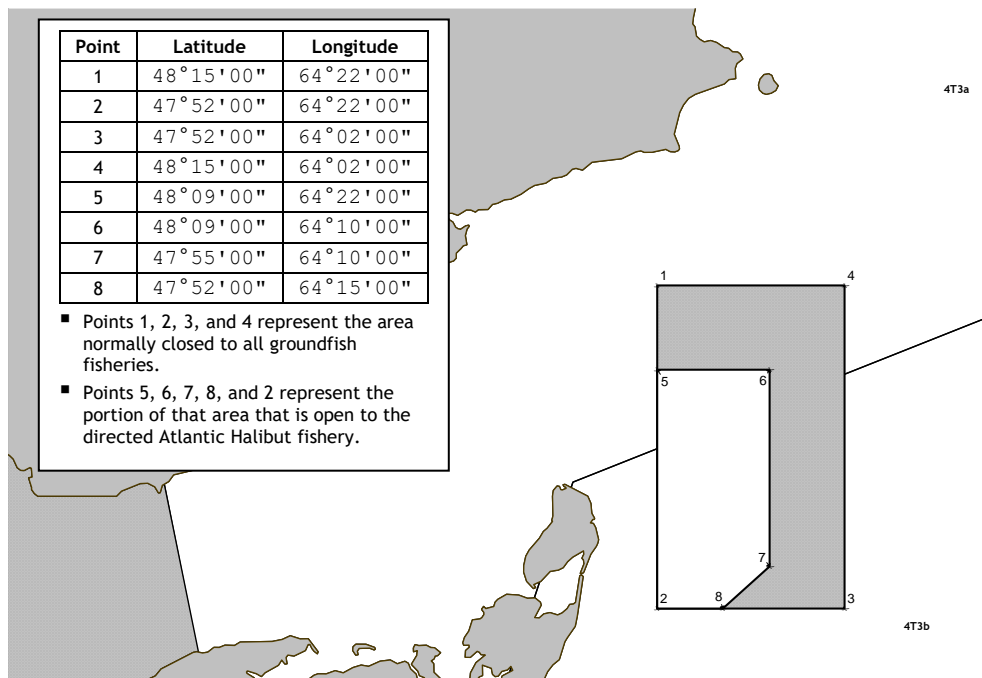 Point Latitude Longitude
1 48°15'00" 64°22'00"
2 47°52'00" 64°22'00"
3 47°52'00" 64°02'00"
4 48°15'00" 64°02'00"
5 48°09'00" 64°22'00"
6 48°09'00" 64°10'00"
7 47°55'00" 64°10'00"
8 47°52'00" 64°15'00"
▪ Points 1, 2, 3, and 4 represent the area
normally closed to all groundfish
fisheries.
▪ Points 5, 6, 7, 8, and 2 represent the
portion of that area that is open to the
directed Atlantic Halibut fishery.
4T3a
1 4
5 6
7
2 8 3
4T3b